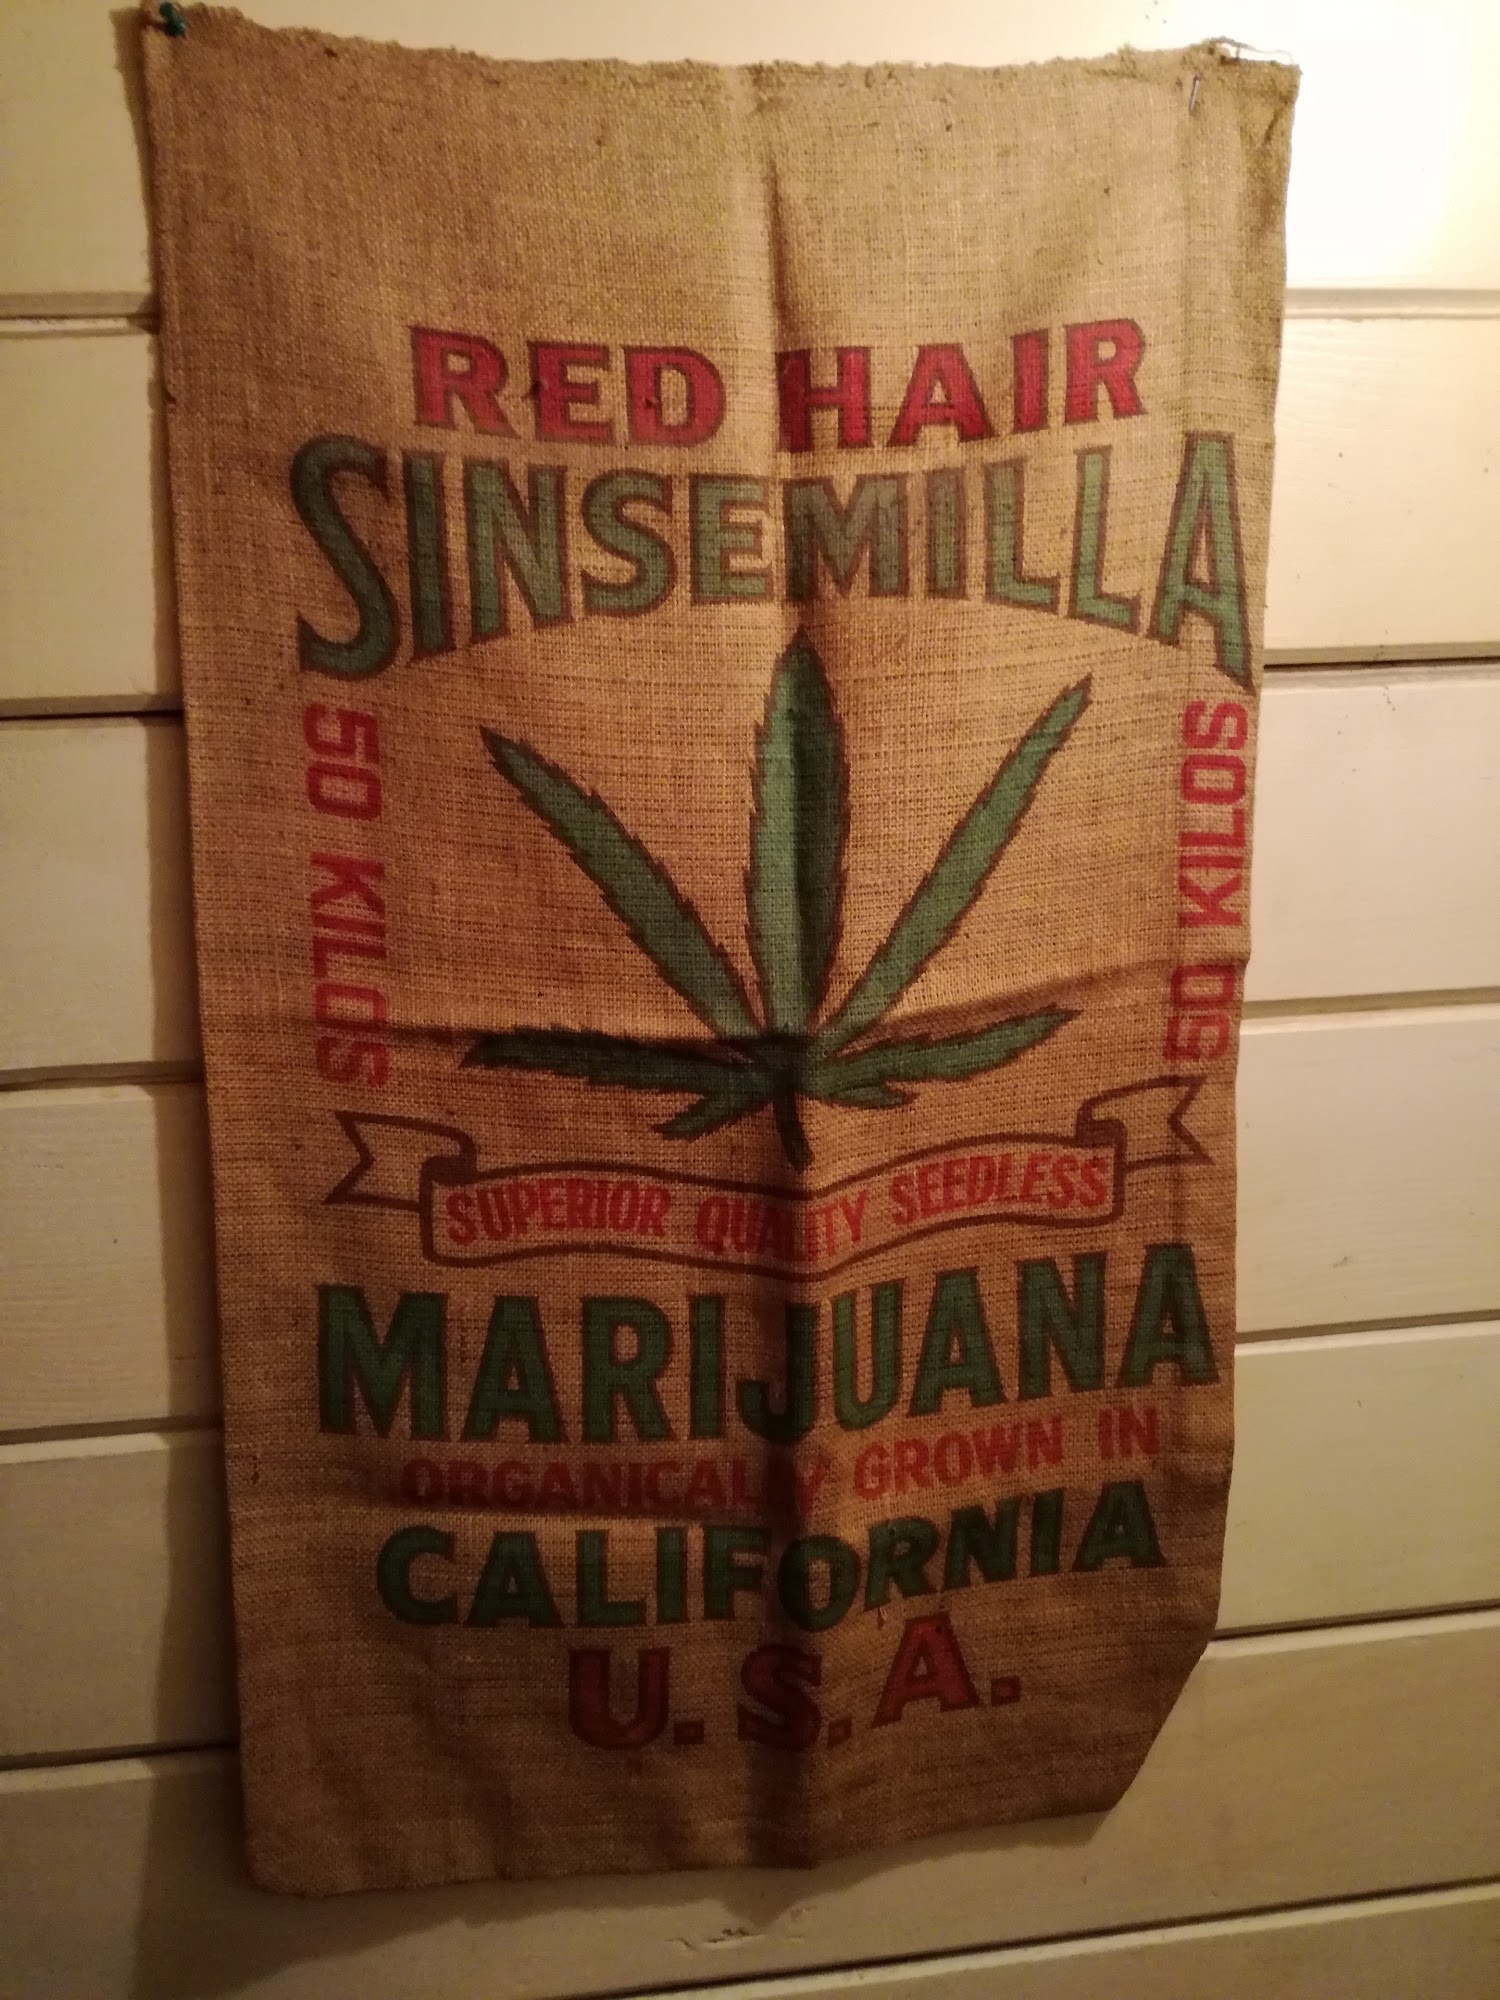 RED HAIR
SINSEMILLA
50 KILOS
50 KILOS
SUPERIOR QUALITY SEEDLESS
MARIJUANA
ORGANICALLY GROWN IN
CALIFORNIA
U.S.A.